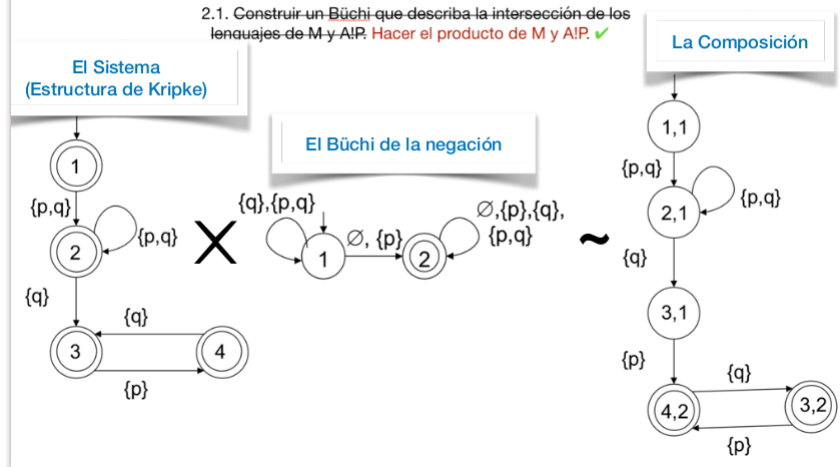 2.1. Construir un Büchi que describa la intersección de los
lenguajes de M y A!P. Hacer el producto de M y A!P. ✔
La Composición
El Sistema
(Estructura de Kripke)
El Büchi de la negación
1
{p,q}
2
{p,q}
{q}
3
{q}
4
{p}
X
{q},{p,q}
1
∅, {p}
2
∅,{p},{q},
{p,q}
~
1,1
{p,q}
2,1
{p,q}
{q}
3,1
{p}
4,2
{q}
3,2
{p}